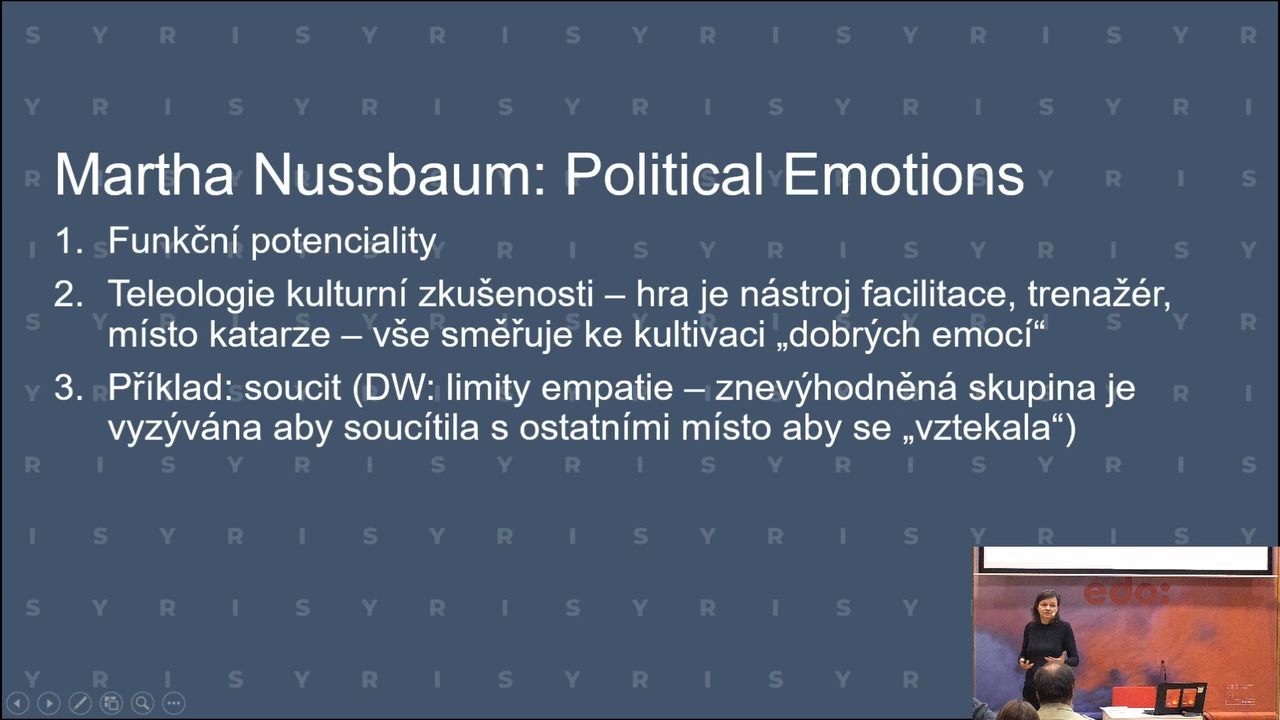 Martha Nussbaum: Political Emotions
1. Funkční potenciality
2. Teleologie kulturní zkušenosti – hra je nástroj facilitace, trenažér,
místo katarze – vše směřuje ke kultivaci „dobrých emocí“
3. Příklad: soucit (DW: limity empatie – znevýhodněná skupina je
vyzývána aby soucítila s ostatními místo aby se „vztekala“)
eda: